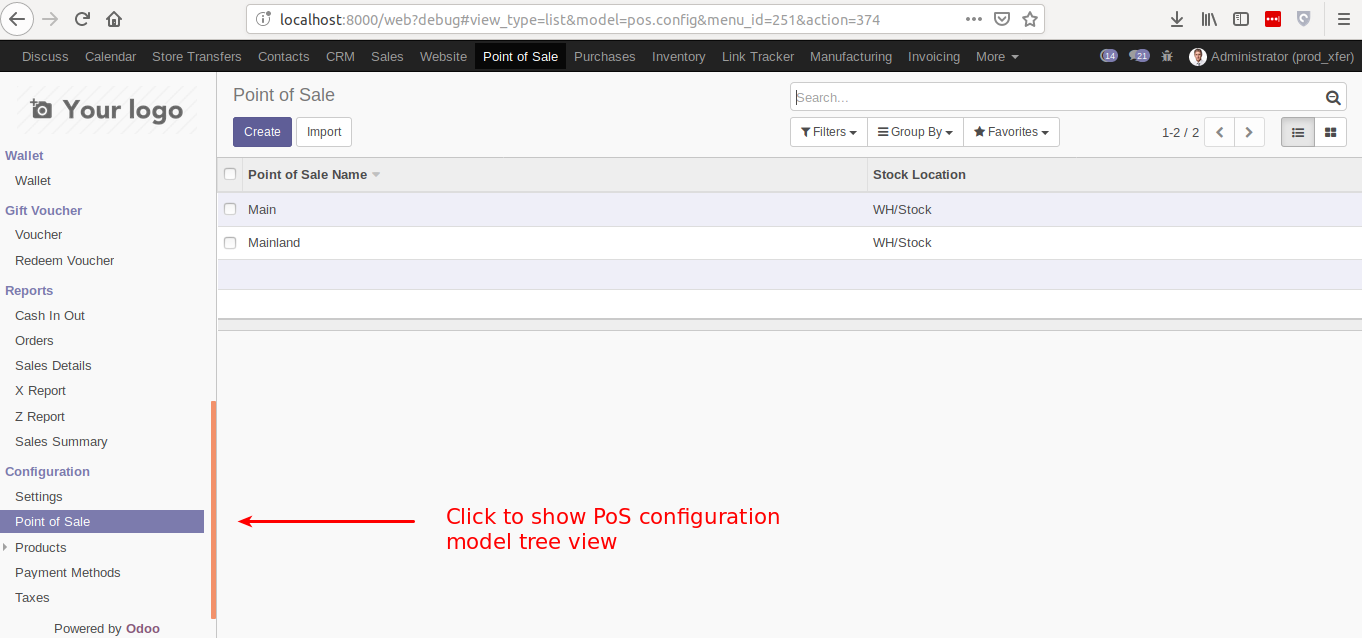 localhost:8000/web?debug#view_type=list&model=pos.config&menu_id=251&action=374
Discuss Calendar Store Transfers Contacts CRM Sales Website Point of Sale Purchases Inventory Link Tracker Manufacturing Invoicing More 14 21 Administrator (prod_xfer)
Your logo
Wallet
Wallet
Gift Voucher
Voucher
Redeem Voucher
Reports
Cash In Out
Orders
Sales Details
X Report
Z Report
Sales Summary
Configuration
Settings
Point of Sale
Products
Payment Methods
Taxes
Powered by Odoo
Point of Sale
Search...
Create Import
Filters Group By Favorites 1-2 / 2
Point of Sale Name Stock Location
Main WH/Stock
Mainland WH/Stock
Click to show PoS configuration
model tree view